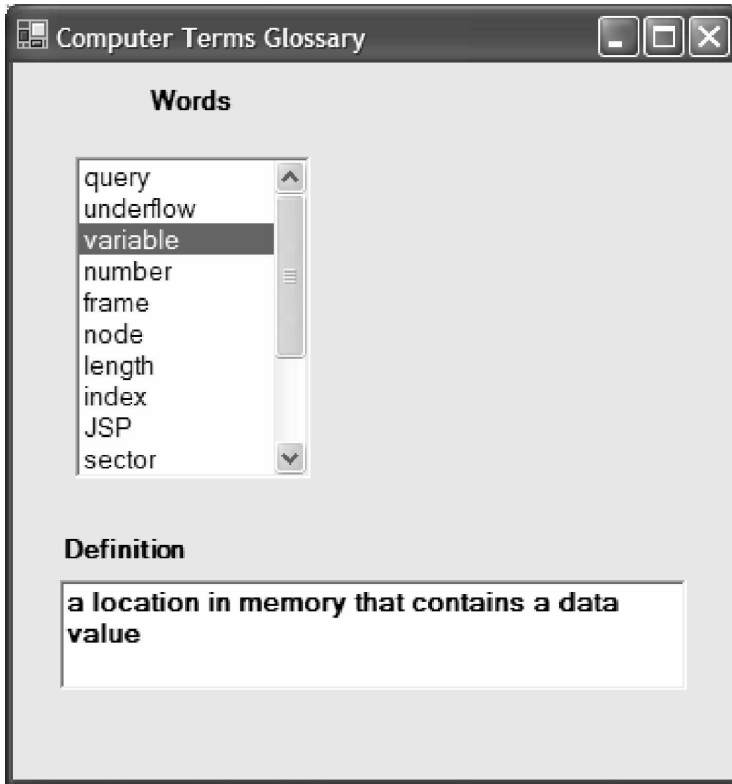 Computer Terms Glossary
Words
query
underflow
variable
number
frame
node
length
index
JSP
sector
Definition
a location in memory that contains a data
value